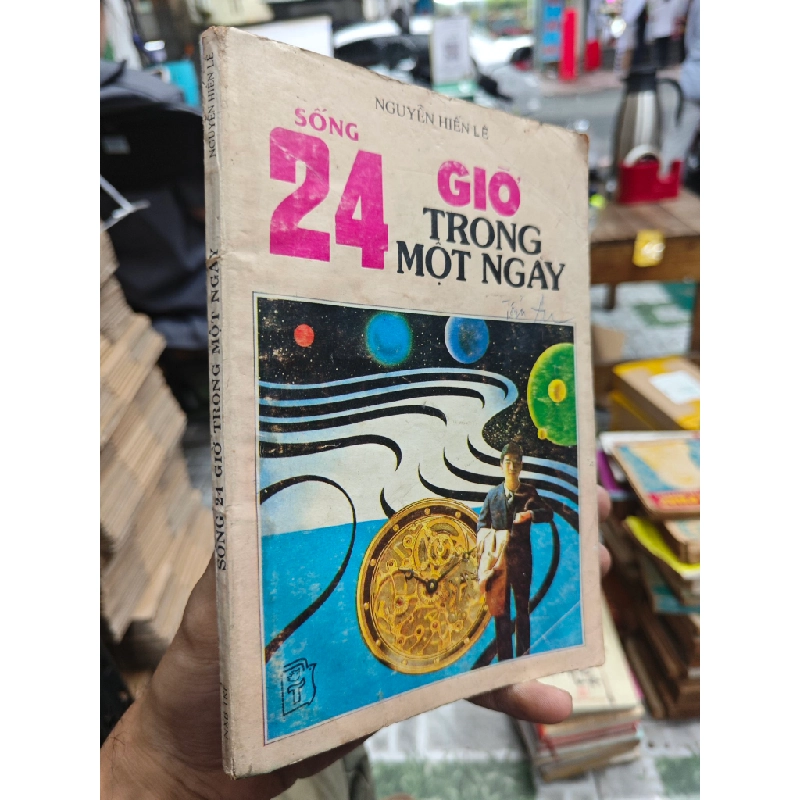 NGUYỄN HIẾN LÊ
SỐNG
24 GIỜ
TRONG
MỘT NGÀY
NGUYỄN HIẾN LÊ
SỐNG 24 GIỜ TRONG MỘT NGÀY